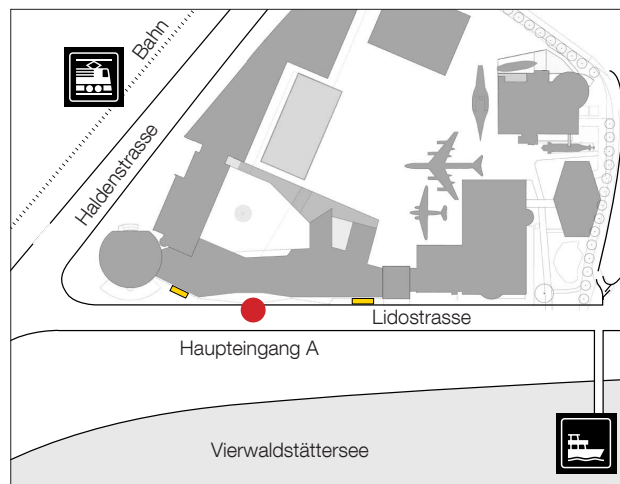 Bahn
Haldenstrasse
Lidostrasse
Haupteingang A
Vierwaldstättersee